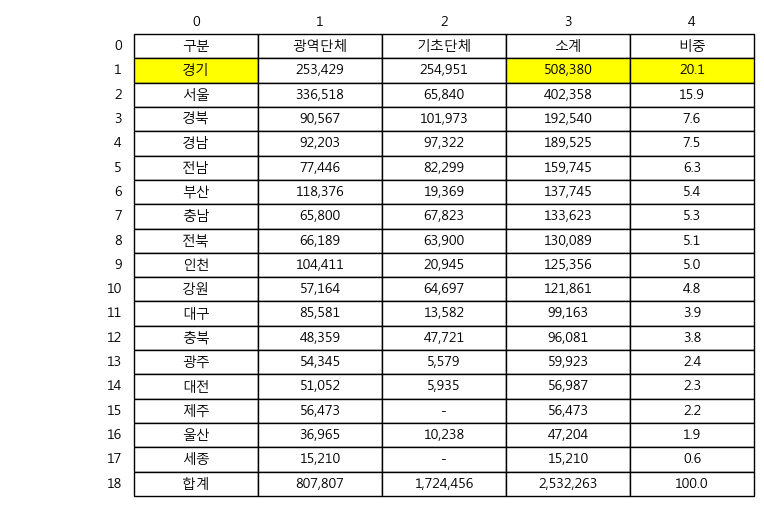 0 1 2 3 4
0 구분 광역단체 기초단체 소계 비중
1 경기 253,429 254,951 508,380 20.1
2 서울 336,518 65,840 402,358 15.9
3 경북 90,567 101,973 192,540 7.6
4 경남 92,203 97,322 189,525 7.5
5 전남 77,446 82,299 159,745 6.3
6 부산 118,376 19,369 137,745 5.4
7 충남 65,800 67,823 133,623 5.3
8 전북 66,189 63,900 130,089 5.1
9 인천 104,411 20,945 125,356 5.0
10 강원 57,164 64,697 121,861 4.8
11 대구 85,581 13,582 99,163 3.9
12 충북 48,359 47,721 96,081 3.8
13 광주 54,345 5,579 59,923 2.4
14 대전 51,052 5,935 56,987 2.3
15 제주 56,473 - 56,473 2.2
16 울산 36,965 10,238 47,204 1.9
17 세종 15,210 - 15,210 0.6
18 합계 807,807 1,724,456 2,532,263 100.0